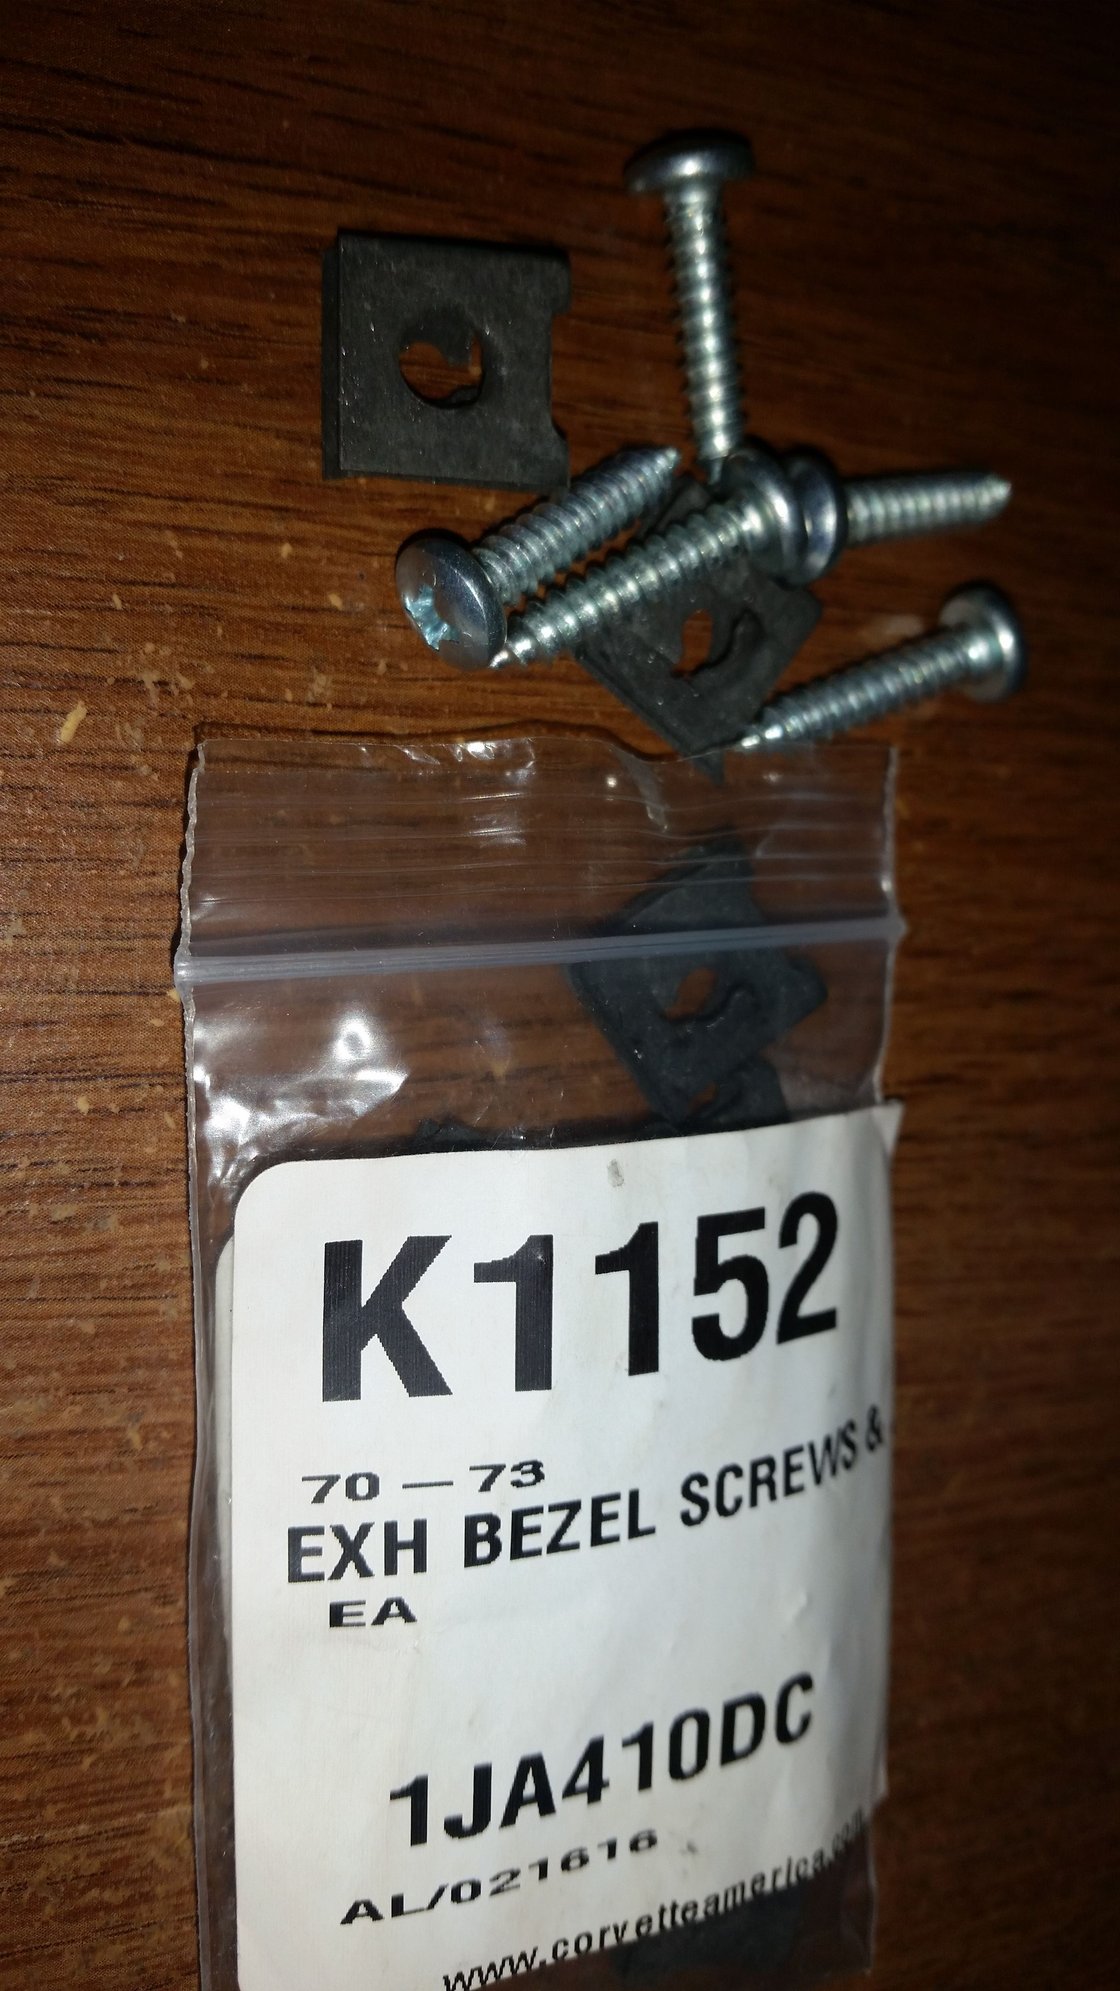 K1152
70 — 73
EXH BEZEL SCREWS &
EA
1JA410DC
AL/021616
www.corvetteamerica.com